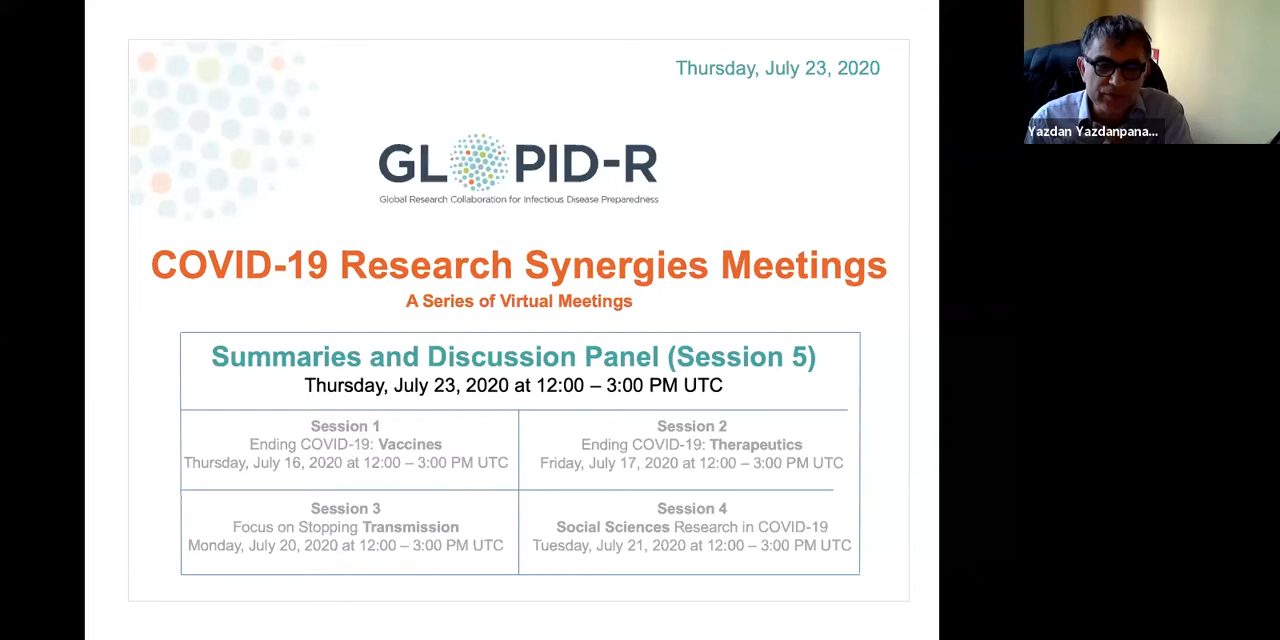 Thursday, July 23, 2020
Yazdan Yazdanpana...
GLOPID-R
Global Research Collaboration for Infectious Disease Preparedness
COVID-19 Research Synergies Meetings
A Series of Virtual Meetings
Summaries and Discussion Panel (Session 5)
Thursday, July 23, 2020 at 12:00 – 3:00 PM UTC
Session 1
Ending COVID-19: Vaccines
Thursday, July 16, 2020 at 12:00 – 3:00 PM UTC
Session 2
Ending COVID-19: Therapeutics
Friday, July 17, 2020 at 12:00 – 3:00 PM UTC
Session 3
Focus on Stopping Transmission
Monday, July 20, 2020 at 12:00 – 3:00 PM UTC
Session 4
Social Sciences Research in COVID-19
Tuesday, July 21, 2020 at 12:00 – 3:00 PM UTC